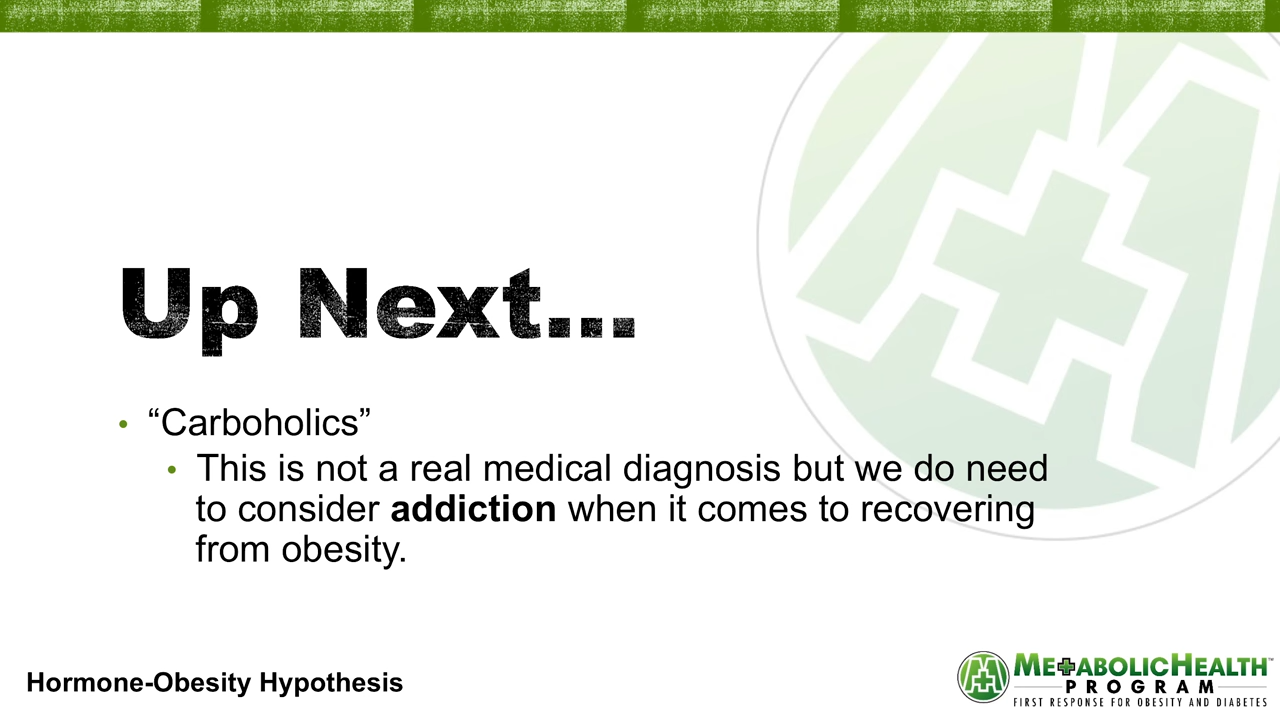 Up Next...
• “Carboholics”
• This is not a real medical diagnosis but we do need
to consider addiction when it comes to recovering
from obesity.
Hormone-Obesity Hypothesis
METABOLICHEALTH™
PROGRAM
FIRST RESPONSE FOR OBESITY AND DIABETES